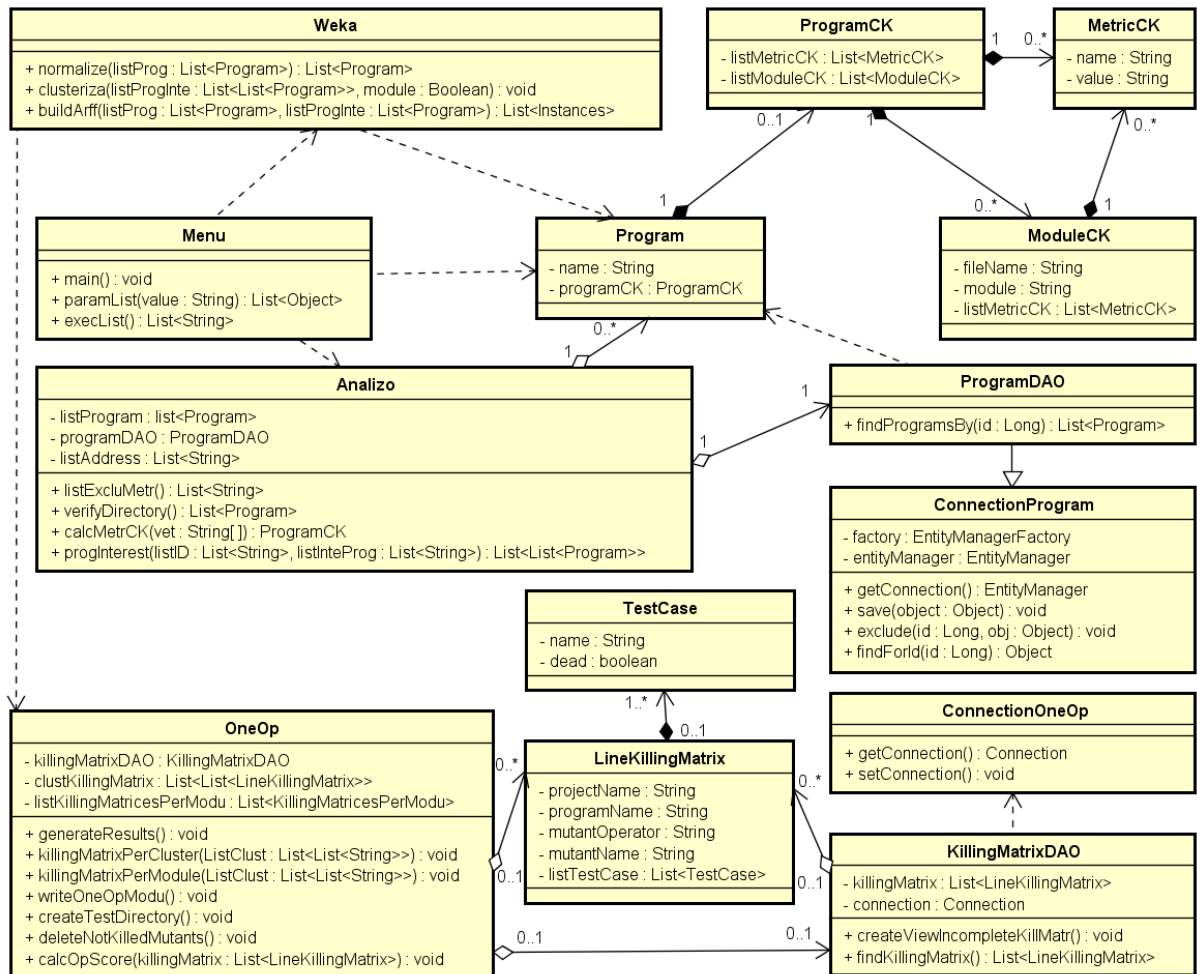 Weka
+ normalize(listProg : List<Program>) : List<Program>
+ clusteriza(listProgInte : List<List<Program>>, module : Boolean) : void
+ buildArff(listProg : List<Program>, listProgInte : List<Program>) : List<Instances>
ProgramCK
- listMetricCK : List<MetricCK>
- listModuleCK : List<ModuleCK>
1
0..*
MetricCK
- name : String
- value : String
0..1
1
0..*
1
0..*
1
Menu
+ main() : void
+ paramList(value : String) : List<Object>
+ execList() : List<String>
Program
- name : String
- programCK : ProgramCK
ModuleCK
- fileName : String
- module : String
- listMetricCK : List<MetricCK>
0..*
1
Analizo
- listProgram : list<Program>
- programDAO : ProgramDAO
- listAddress : List<String>
+ listExcluMetr() : List<String>
+ verifyDirectory() : List<Program>
+ calcMetrCK(vet : String[ ]) : ProgramCK
+ progInterest(listID : List<String>, listInteProg : List<String>) : List<List<Program>>
1
1
ProgramDAO
+ findProgramsBy(id : Long) : List<Program>
ConnectionProgram
- factory : EntityManagerFactory
- entityManager : EntityManager
+ getConnection() : EntityManager
+ save(object : Object) : void
+ exclude(id : Long, obj : Object) : void
+ findForId(id : Long) : Object
TestCase
- name : String
- dead : boolean
1..*
0..1
OneOp
- killingMatrixDAO : KillingMatrixDAO
- clustKillingMatrix : List<List<LineKillingMatrix>>
- listKillingMatricesPerModu : List<KillingMatricesPerModu>
+ generateResults() : void
+ killingMatrixPerCluster(ListClust : List<List<String>>) : void
+ killingMatrixPerModule(ListClust : List<List<String>>) : void
+ writeOneOpModu() : void
+ createTestDirectory() : void
+ deleteNotKilledMutants() : void
+ calcOpScore(killingMatrix : List<LineKillingMatrix>) : void
0..*
0..1
LineKillingMatrix
- projectName : String
- programName : String
- mutantOperator : String
- mutantName : String
- listTestCase : List<TestCase>
0..*
0..1
ConnectionOneOp
+ getConnection() : Connection
+ setConnection() : void
KillingMatrixDAO
- killingMatrix : List<LineKillingMatrix>
- connection : Connection
+ createViewIncompleteKillMatr() : void
+ findKillingMatrix() : List<LineKillingMatrix>
0..1
0..1